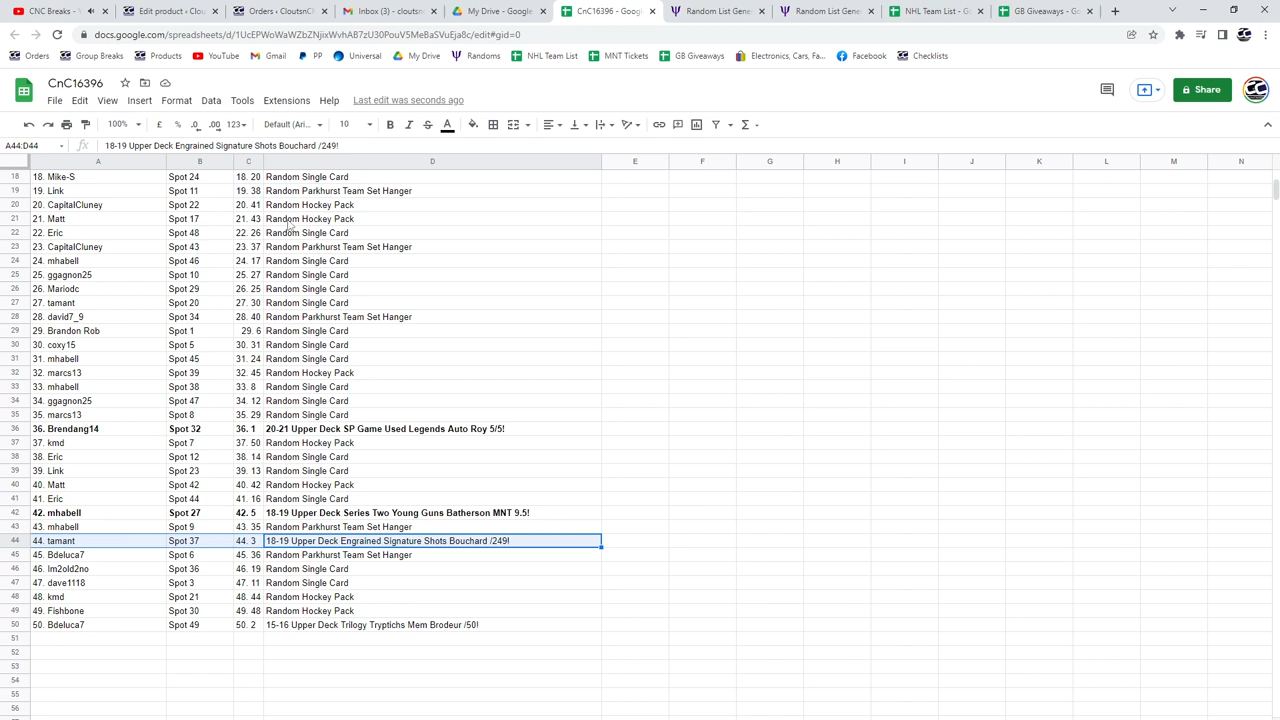 CNC Breaks - Y
Edit product ‹ Clou
Orders ‹ CloutsnC
Inbox (3) - cloutsn
My Drive - Google
CnC16396 - Googl
Random List Gene
Random List Gene
NHL Team List - G
GB Giveaways - G
docs.google.com/spreadsheets/d/1UcEPWoWaWZbZNjixWvhAB7zU30PouV5MeBaSVuEja8c/edit#gid=0
Orders Group Breaks Products YouTube Gmail PP Universal My Drive Randoms NHL Team List MNT Tickets GB Giveaways Electronics, Cars, Fa... Facebook Checklists
CnC16396
File Edit View Insert Format Data Tools Extensions Help Last edit was seconds ago
Share
100% £ % .0 .00 123 Default (Ari... 10 B I S A
A44:D44 fx 18-19 Upper Deck Engrained Signature Shots Bouchard /249!
A B C D E F G H I J K L M N
18 18. Mike-S Spot 24 18. 20 Random Single Card
19 19. Link Spot 11 19. 38 Random Parkhurst Team Set Hanger
20 20. CapitalCluney Spot 22 20. 41 Random Hockey Pack
21 21. Matt Spot 17 21. 43 Random Hockey Pack
22 22. Eric Spot 48 22. 26 Random Single Card
23 23. CapitalCluney Spot 43 23. 37 Random Parkhurst Team Set Hanger
24 24. mhabell Spot 46 24. 17 Random Single Card
25 25. ggagnon25 Spot 10 25. 27 Random Single Card
26 26. Mariodc Spot 29 26. 25 Random Single Card
27 27. tamant Spot 20 27. 30 Random Single Card
28 28. david7_9 Spot 34 28. 40 Random Parkhurst Team Set Hanger
29 29. Brandon Rob Spot 1 29. 6 Random Single Card
30 30. coxy15 Spot 5 30. 31 Random Single Card
31 31. mhabell Spot 45 31. 24 Random Single Card
32 32. marcs13 Spot 39 32. 45 Random Hockey Pack
33 33. mhabell Spot 38 33. 8 Random Single Card
34 34. ggagnon25 Spot 47 34. 12 Random Single Card
35 35. marcs13 Spot 8 35. 29 Random Single Card
36 36. Brendang14 Spot 32 36. 1 20-21 Upper Deck SP Game Used Legends Auto Roy 5/5!
37 37. kmd Spot 7 37. 50 Random Hockey Pack
38 38. Eric Spot 12 38. 14 Random Single Card
39 39. Link Spot 23 39. 13 Random Single Card
40 40. Matt Spot 42 40. 42 Random Hockey Pack
41 41. Eric Spot 44 41. 16 Random Single Card
42 42. mhabell Spot 27 42. 5 18-19 Upper Deck Series Two Young Guns Batherson MNT 9.5!
43 43. mhabell Spot 9 43. 35 Random Parkhurst Team Set Hanger
44 44. tamant Spot 37 44. 3 18-19 Upper Deck Engrained Signature Shots Bouchard /249!
45 45. Bdeluca7 Spot 6 45. 36 Random Parkhurst Team Set Hanger
46 46. lm2old2no Spot 36 46. 19 Random Single Card
47 47. dave1118 Spot 3 47. 11 Random Single Card
48 48. kmd Spot 21 48. 44 Random Hockey Pack
49 49. Fishbone Spot 30 49. 48 Random Hockey Pack
50 50. Bdeluca7 Spot 49 50. 2 15-16 Upper Deck Trilogy Tryptichs Mem Brodeur /50!
51
52
53
54
55
56